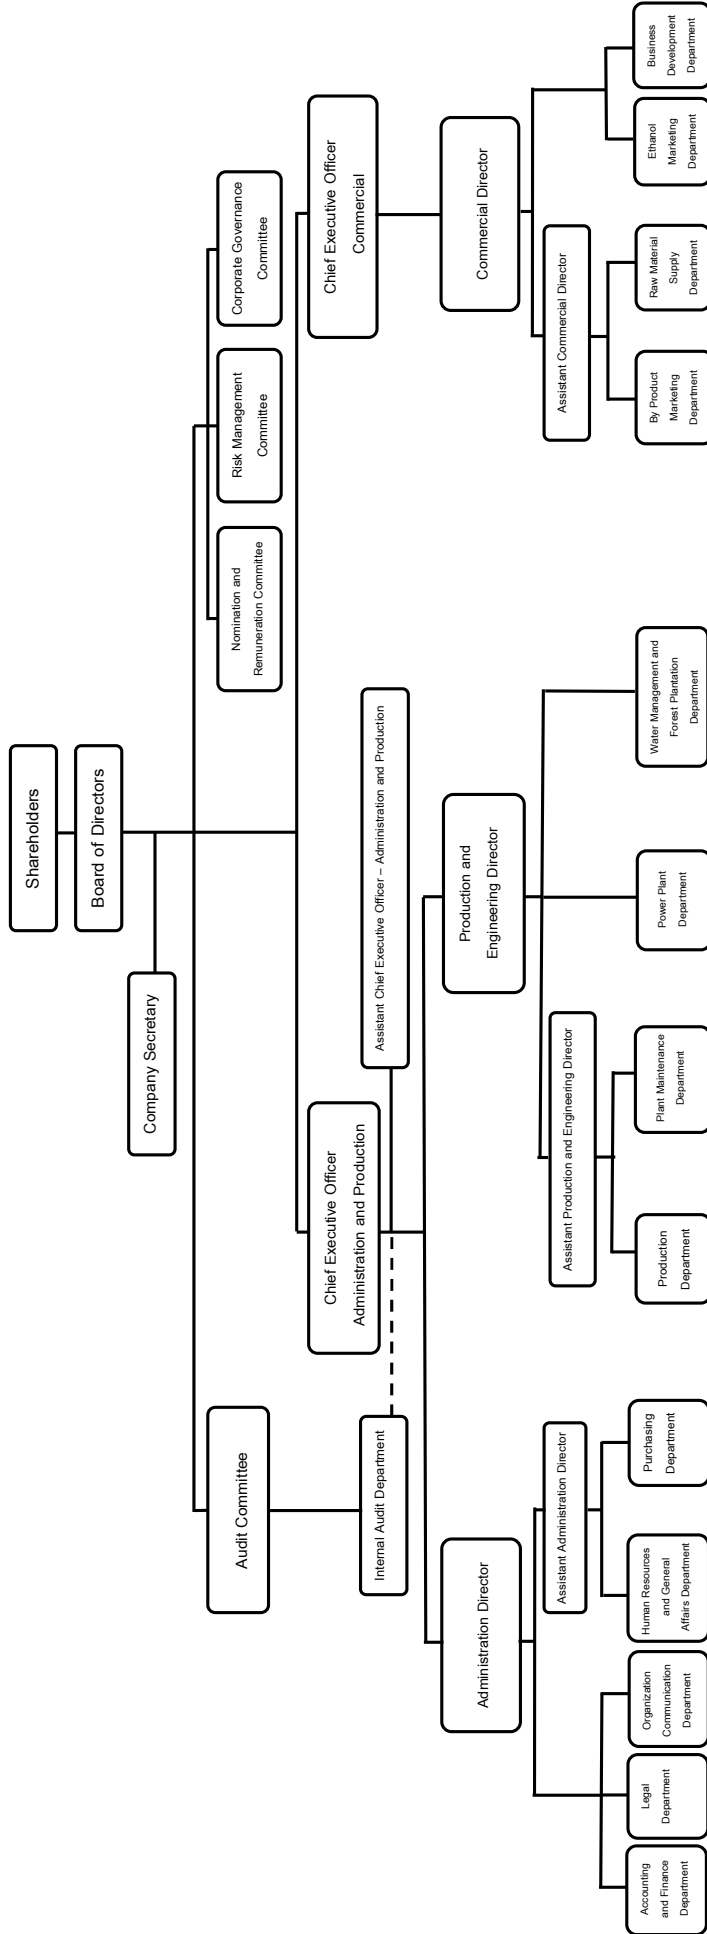 Shareholders
Board of Directors
Company Secretary
Audit Committee
Nomination and
Remuneration Committee
Risk Management
Committee
Corporate Governance
Committee
Chief Executive Officer
Administration and Production
Chief Executive Officer
Commercial
Internal Audit Department
Assistant Chief Executive Officer – Administration and Production
Administration Director
Production and
Engineering Director
Commercial Director
Assistant Administration Director
Assistant Production and Engineering Director
Assistant Commercial Director
Accounting
and Finance
Department
Legal
Department
Organization
Communication
Department
Human Resources
and General
Affairs Department
Purchasing
Department
Production
Department
Plant Maintenance
Department
Power Plant
Department
Water Management and
Forest Plantation
Department
By Product
Marketing
Department
Raw Material
Supply
Department
Ethanol
Marketing
Department
Business
Development
Department